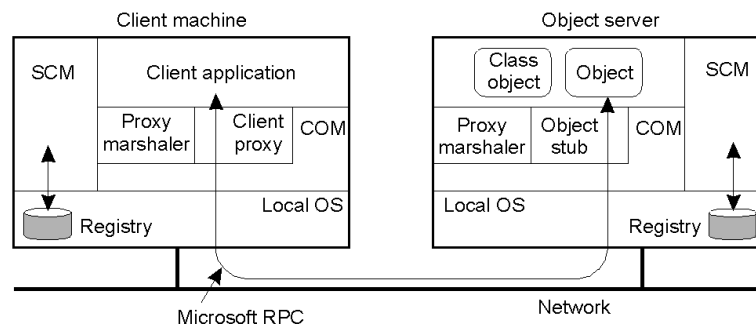 Client machine
Object server
SCM
Client application
Class
object
Object
SCM
Proxy
marshaler
Client
proxy
COM
Proxy
marshaler
Object
stub
COM
Registry
Local OS
Local OS
Registry
Microsoft RPC
Network